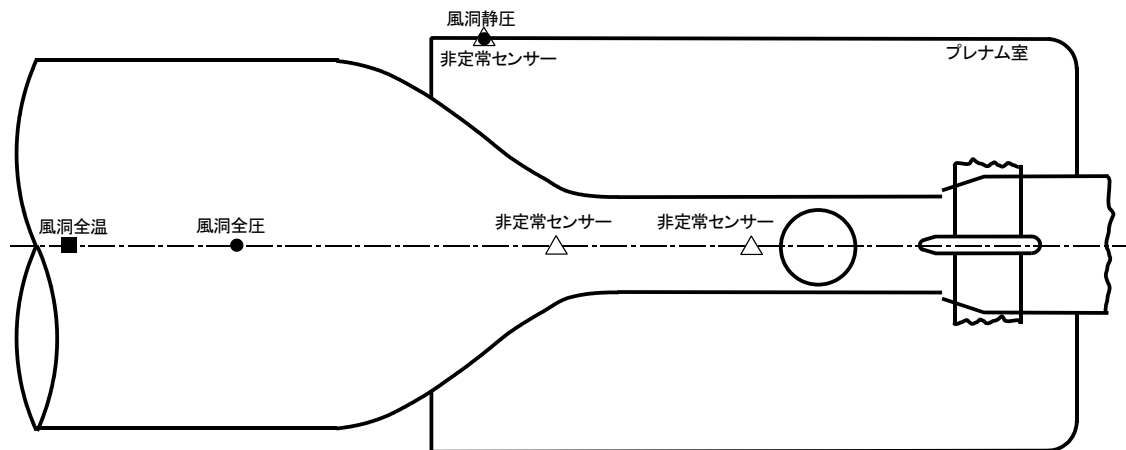 風洞静圧
非定常センサー
プレナム室
風洞全温
風洞全圧
非定常センサー
非定常センサー